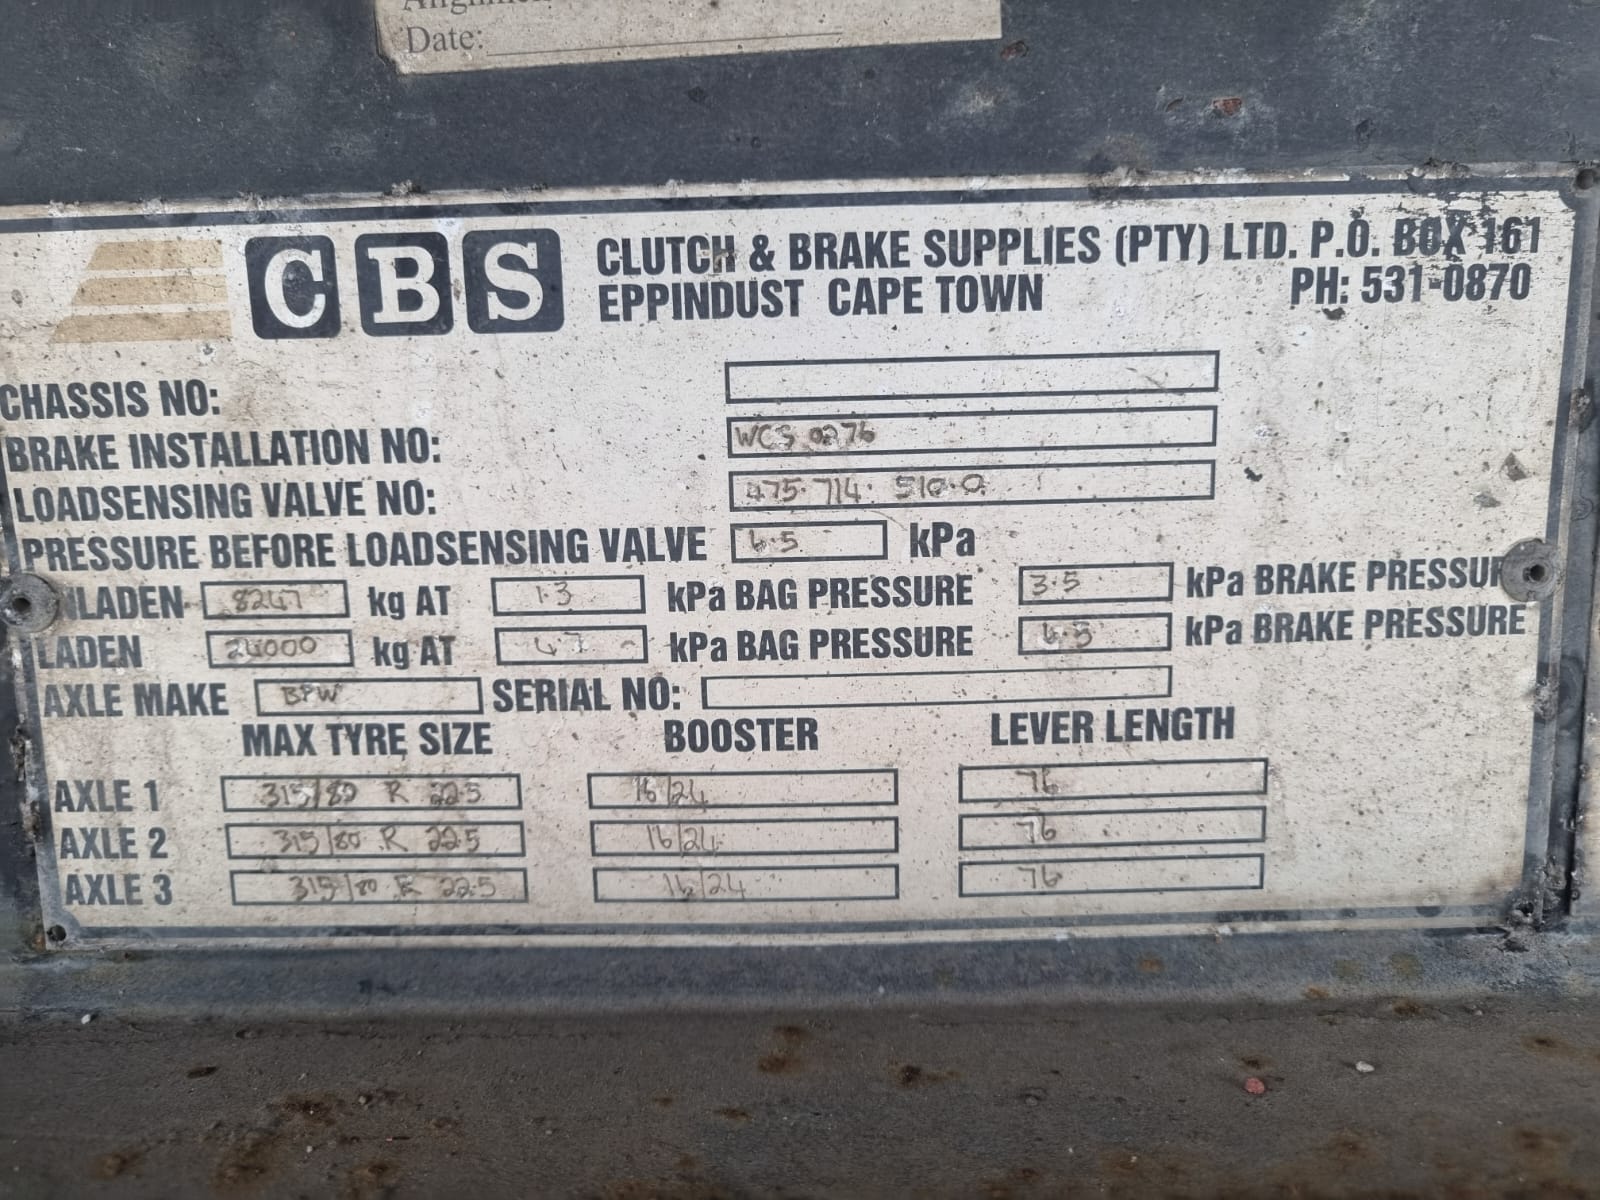 Date:
CBS CLUTCH & BRAKE SUPPLIES (PTY) LTD. P.O. BOX 161
EPPINDUST CAPE TOWN PH: 531-0870
CHASSIS NO:
BRAKE INSTALLATION NO: WCS 0276
LOADSENSING VALVE NO: 475.714.510.0
PRESSURE BEFORE LOADSENSING VALVE 6.5 kPa
NLADEN 8247 kg AT 1.3 kPa BAG PRESSURE 3.5 kPa BRAKE PRESSUR
LADEN 24000 kg AT 4.7 kPa BAG PRESSURE 6.5 kPa BRAKE PRESSURE
AXLE MAKE BPW SERIAL NO:
MAX TYRE SIZE BOOSTER LEVER LENGTH
AXLE 1 315/80 R 22.5 16/24 76
AXLE 2 315/80 R 22.5 16/24 76
AXLE 3 315/80 R 22.5 16/24 76